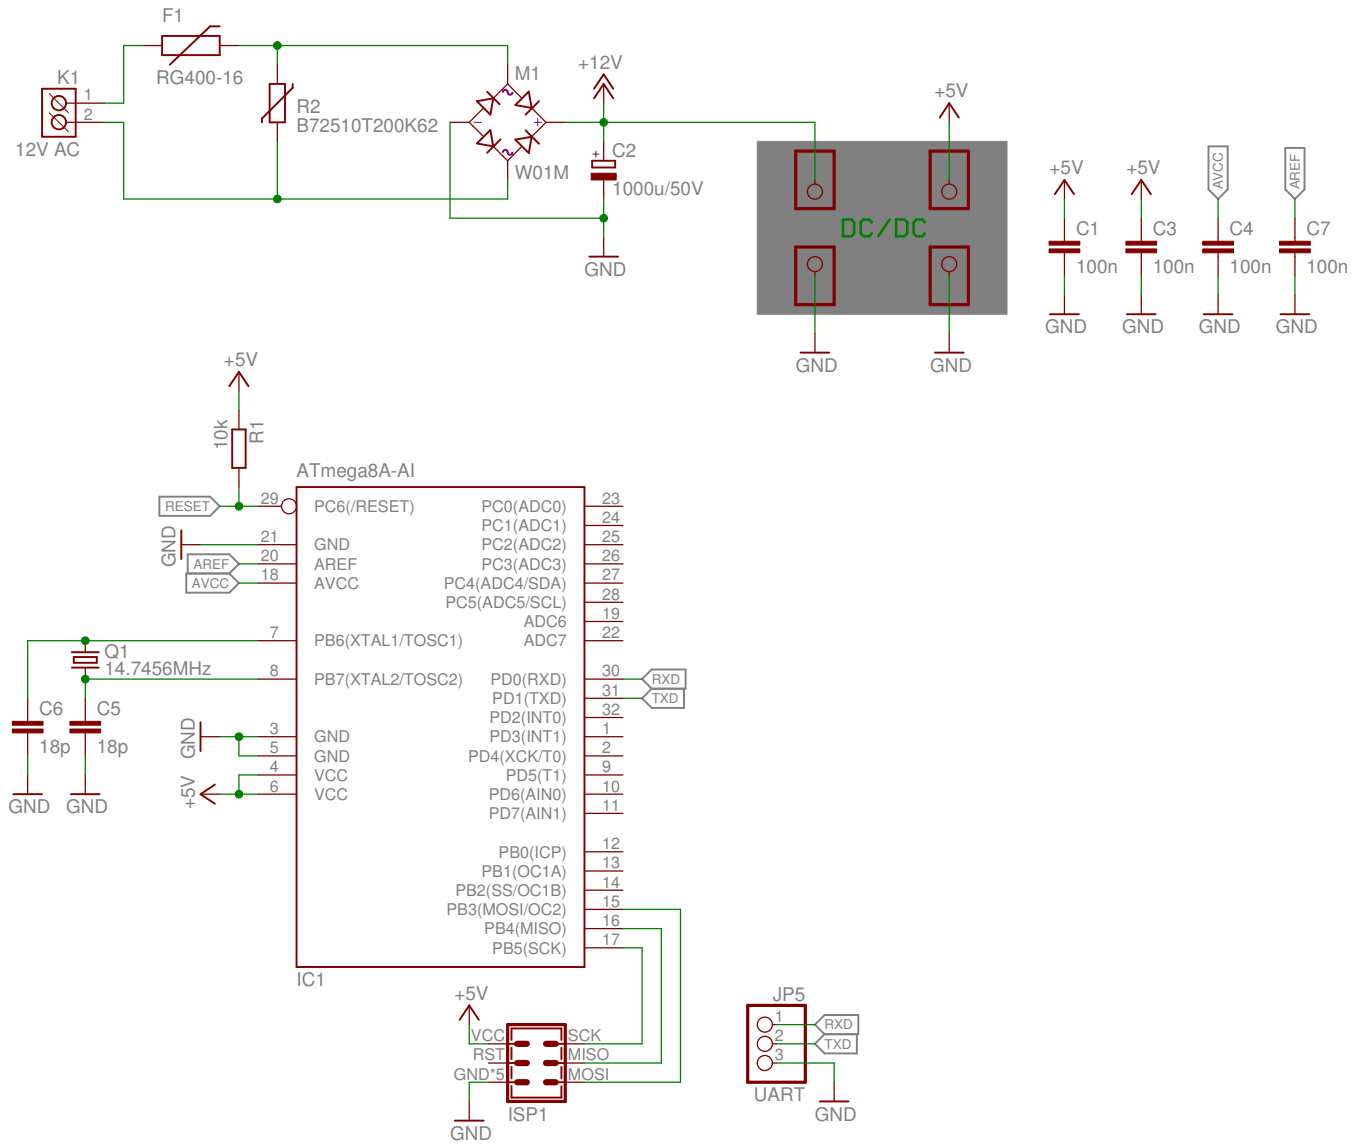 F1
RG400-16
K1
1
2
12V AC
R2
B72510T200K62
M1
W01M
+12V
C2
1000u/50V
GND
+
-
+
+5V
DC/DC
GND
GND
+5V
C1
100n
GND
+5V
C3
100n
GND
AVCC
C4
100n
GND
AREF
C7
100n
GND
+5V
10k
R1
ATmega8A-AI
RESET
29
PC6(/RESET)
GND
21
GND
AREF
20
AREF
AVCC
18
AVCC
7
PB6(XTAL1/TOSC1)
Q1
14.7456MHz
8
PB7(XTAL2/TOSC2)
C6
18p
GND
C5
18p
GND
GND
3
GND
5
GND
4
VCC
+5V
6
VCC
PC0(ADC0)
23
PC1(ADC1)
24
PC2(ADC2)
25
PC3(ADC3)
26
PC4(ADC4/SDA)
27
PC5(ADC5/SCL)
28
ADC6
19
ADC7
22
PD0(RXD)
30
RXD
PD1(TXD)
31
TXD
PD2(INT0)
32
PD3(INT1)
1
PD4(XCK/T0)
2
PD5(T1)
9
PD6(AIN0)
10
PD7(AIN1)
11
PB0(ICP)
12
PB1(OC1A)
13
PB2(SS/OC1B)
14
PB3(MOSI/OC2)
15
PB4(MISO)
16
PB5(SCK)
17
IC1
+5V
VCC
SCK
RST
MISO
GND*5
MOSI
ISP1
GND
JP5
1
RXD
2
TXD
3
UART
GND